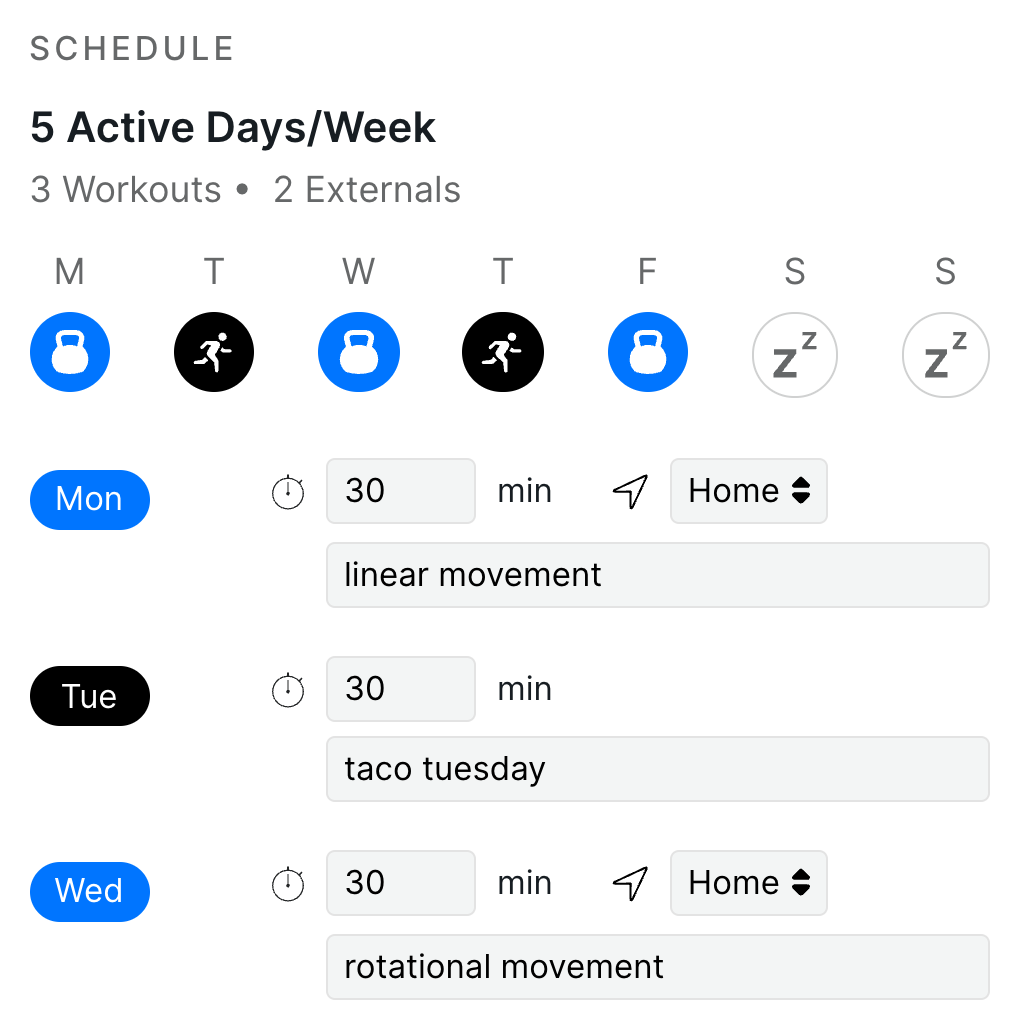 SCHEDULE
5 Active Days/Week
3 Workouts • 2 Externals
M T W T F S S
zz zz
Mon 30 min Home
linear movement
Tue 30 min
taco tuesday
Wed 30 min Home
rotational movement